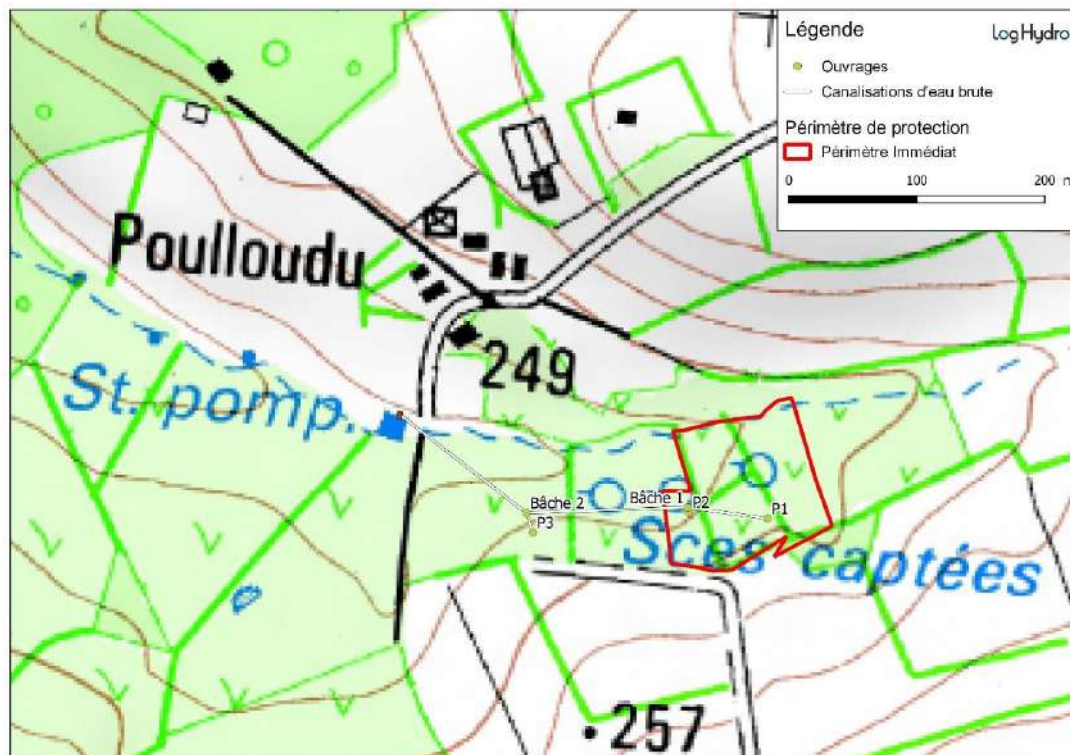 Légende
LogHydro
Ouvrages
Canalisations d'eau brute
Périmètre de protection
Périmètre Immédiat
0 100 200 m
Poulloudu
249
St. pomp.
Bâche 2
Bâche 1
P2
P1
P3
Sces captées
257